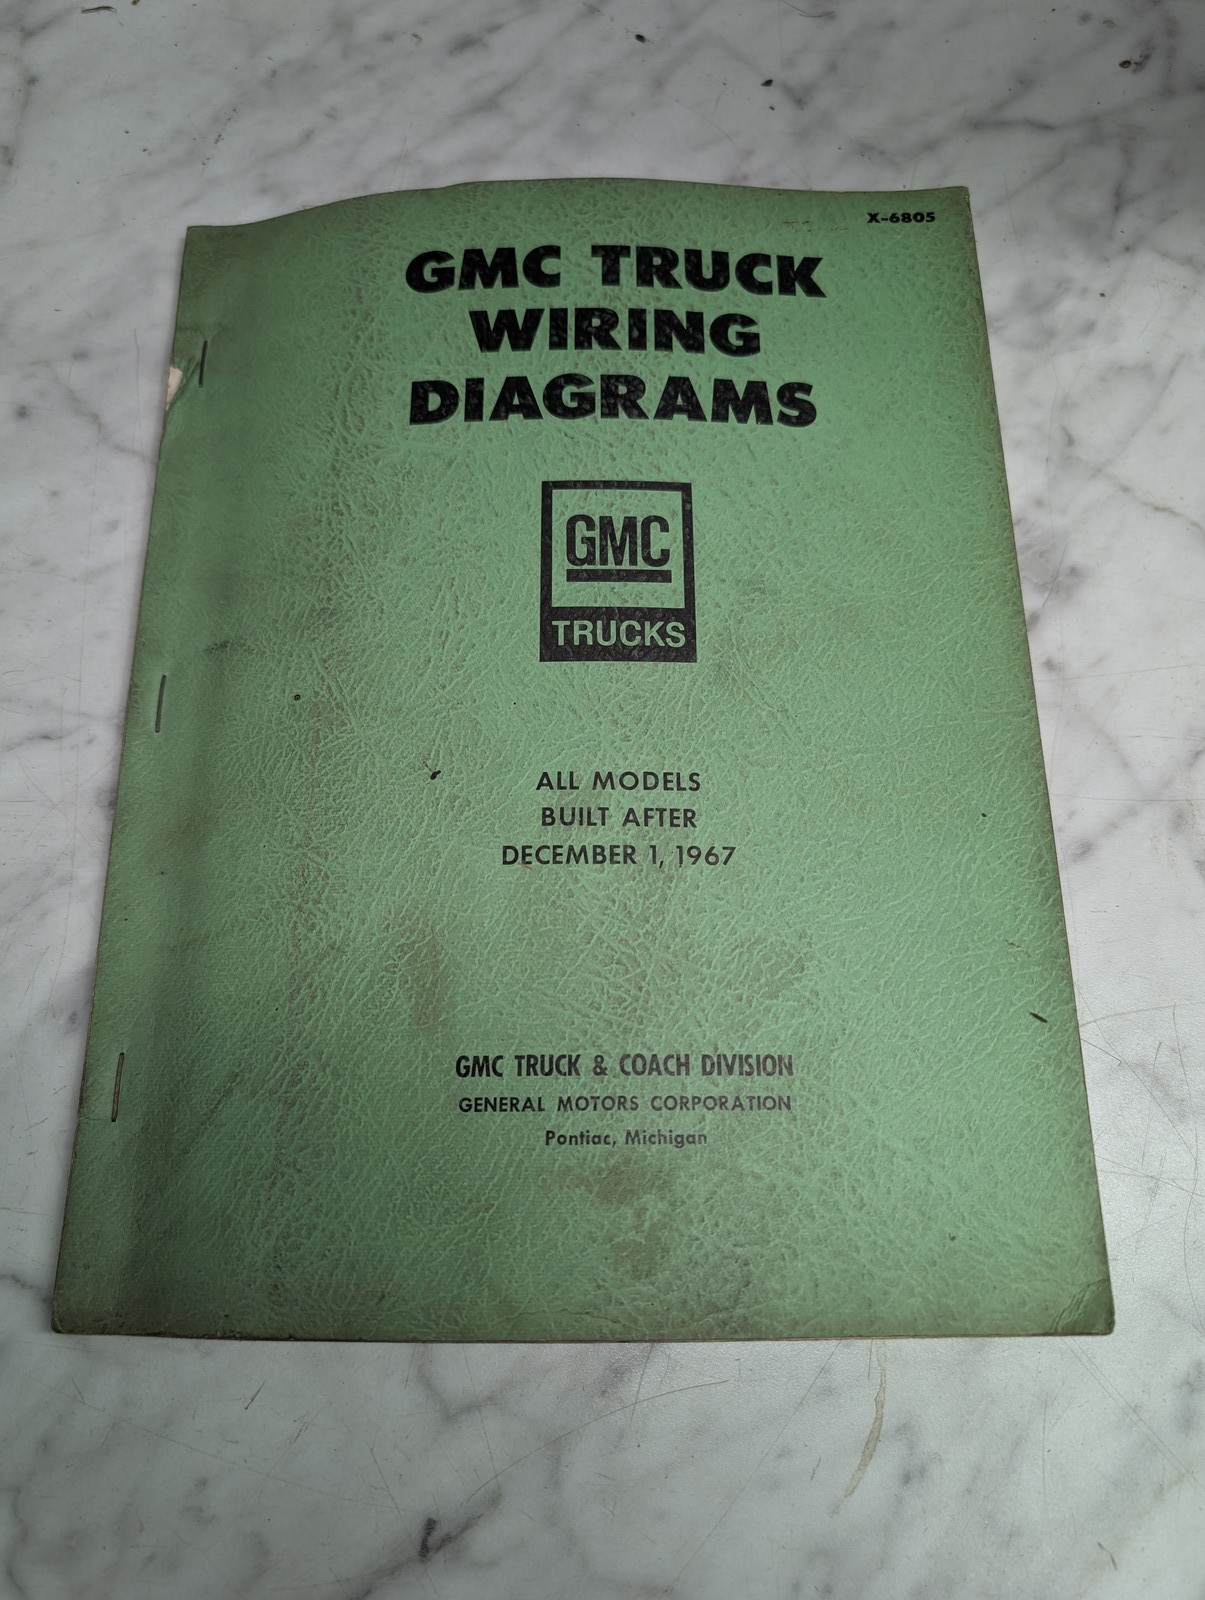 X-6805
GMC TRUCK
WIRING
DIAGRAMS
GMC
TRUCKS
ALL MODELS
BUILT AFTER
DECEMBER 1, 1967
GMC TRUCK & COACH DIVISION
GENERAL MOTORS CORPORATION
Pontiac, Michigan